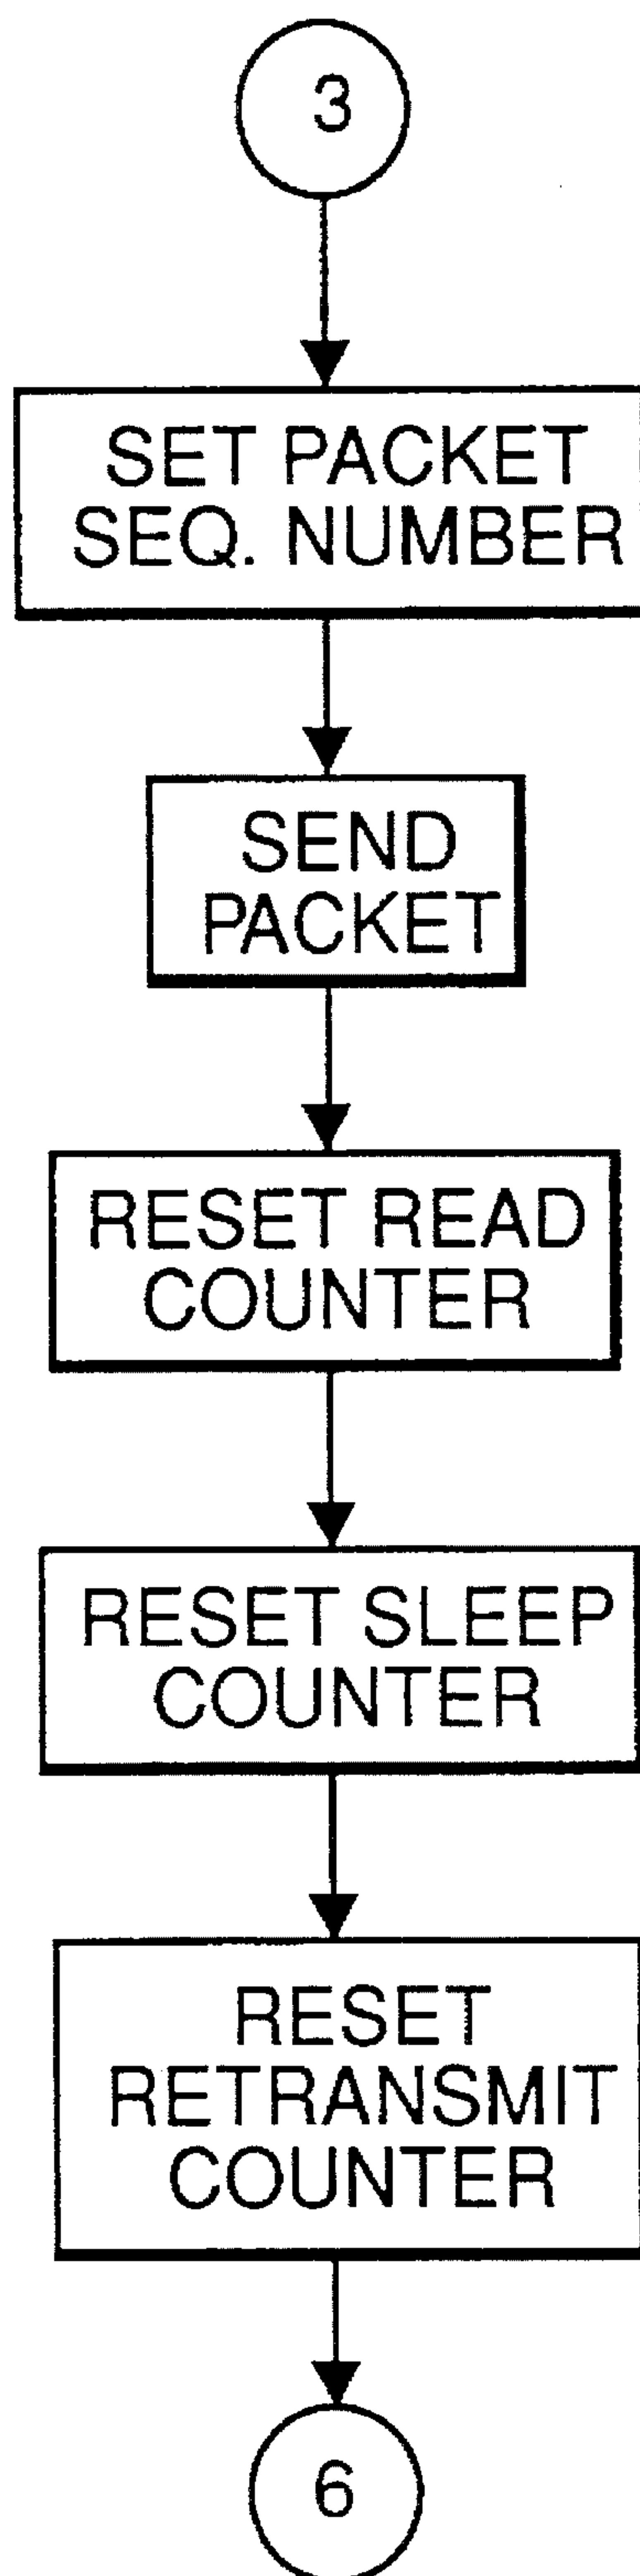 3
SET PACKET
SEQ. NUMBER
SEND
PACKET
RESET READ
COUNTER
RESET SLEEP
COUNTER
RESET
RETRANSMIT
COUNTER
6